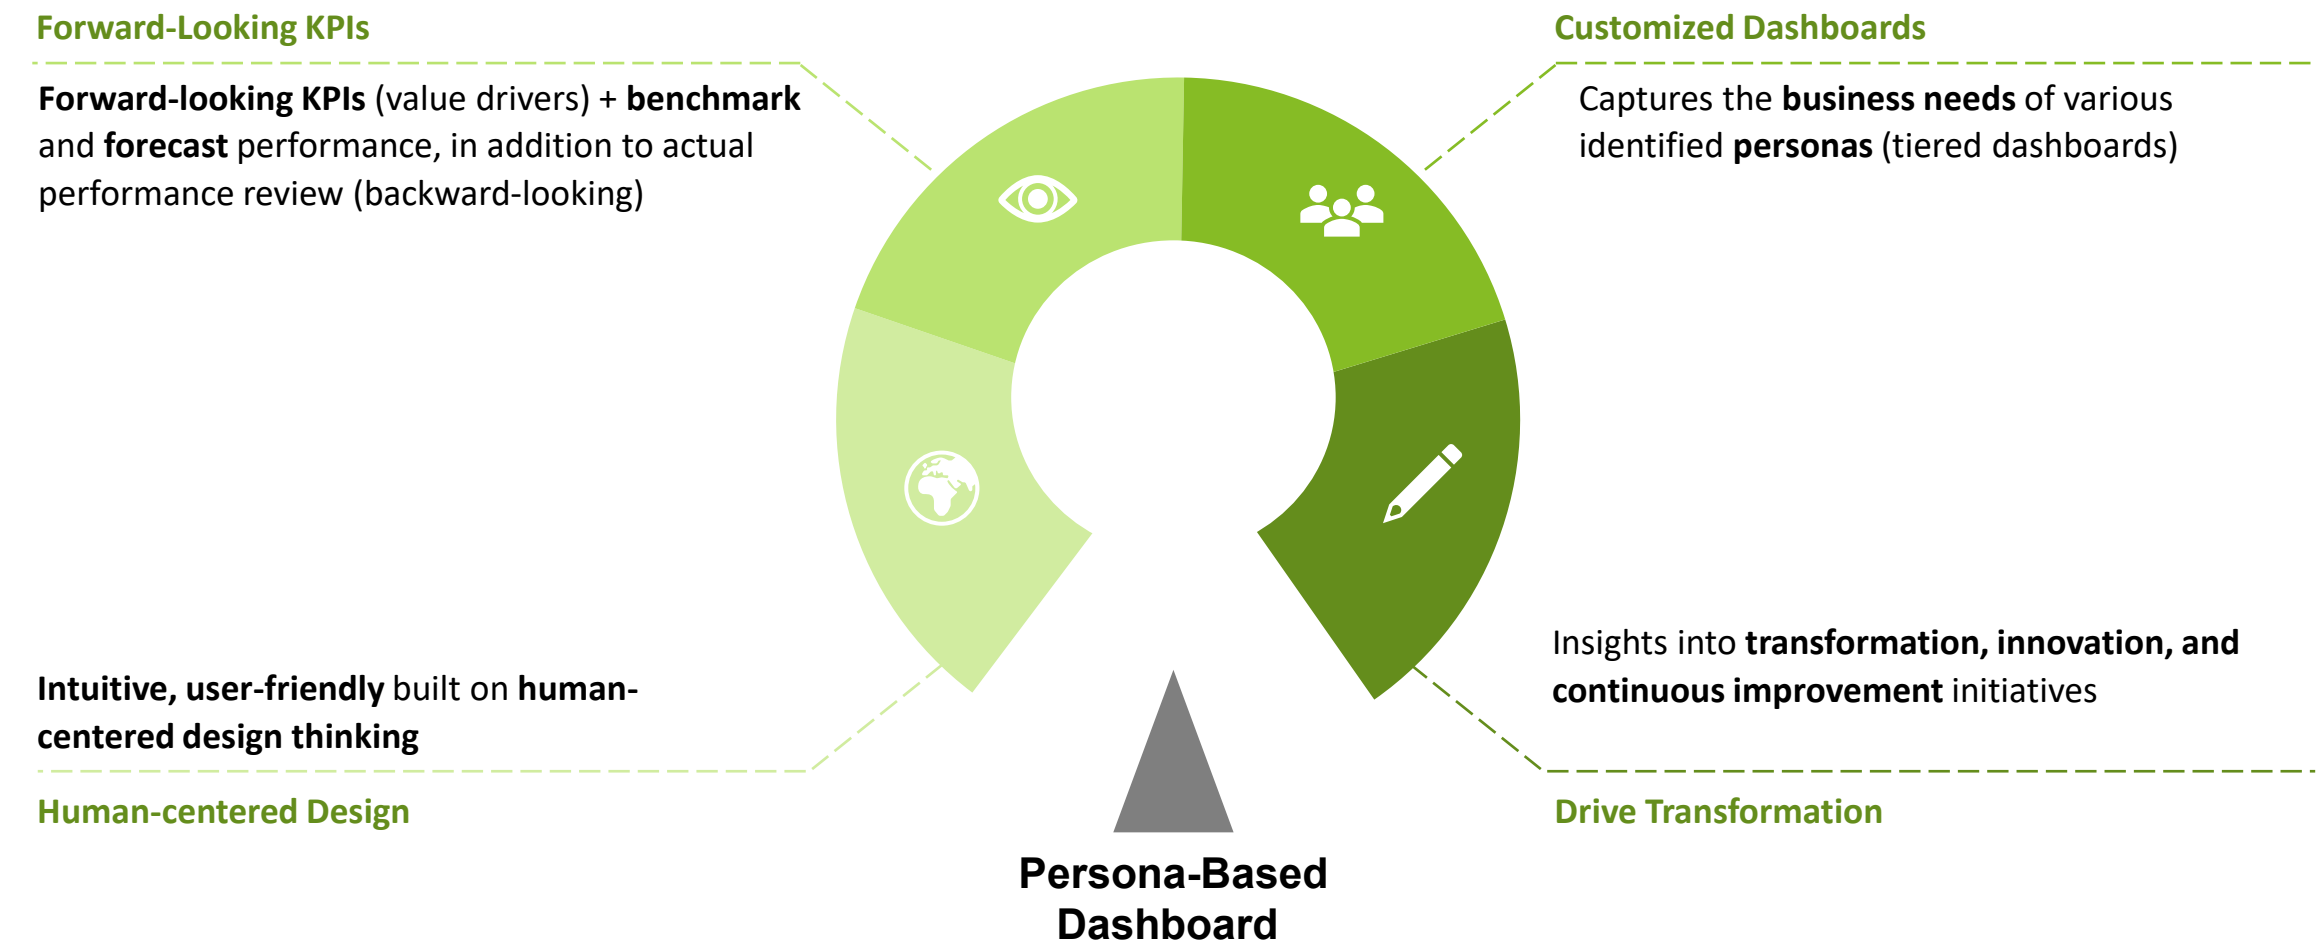 Forward-Looking KPIs
Forward-looking KPIs (value drivers) + benchmark
and forecast performance, in addition to actual
performance review (backward-looking)
Customized Dashboards
Captures the business needs of various
identified personas (tiered dashboards)
Intuitive, user-friendly built on human-
centered design thinking
Human-centered Design
Insights into transformation, innovation, and
continuous improvement initiatives
Drive Transformation
Persona-Based
Dashboard